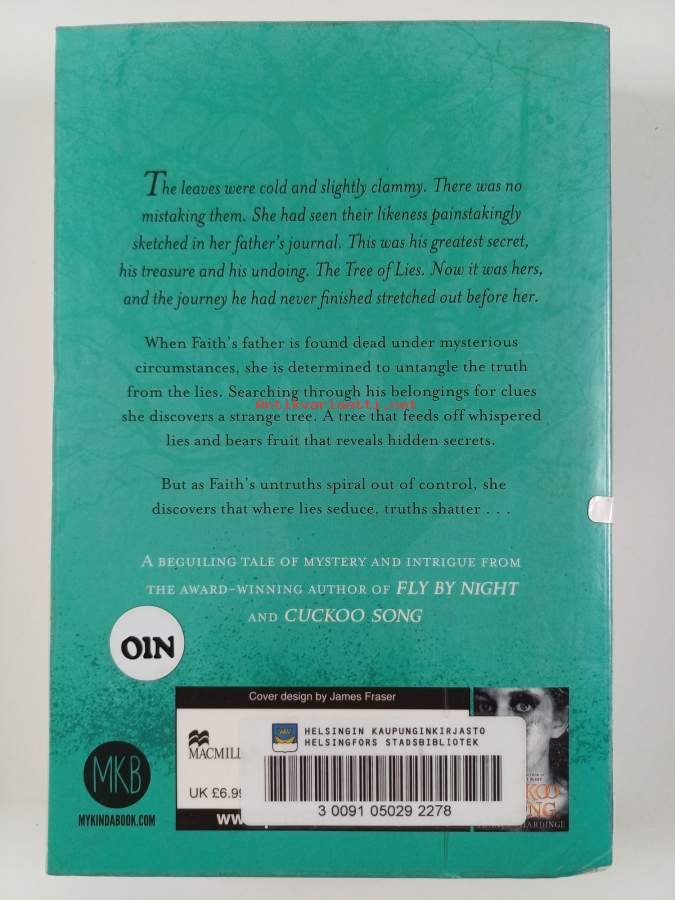 The leaves were cold and slightly clammy. There was no
mistaking them. She had seen their likeness painstakingly
sketched in her father's journal. This was his greatest secret,
his treasure and his undoing. The Tree of Lies. Now it was hers,
and the journey he had never finished stretched out before her.
When Faith's father is found dead under mysterious
circumstances, she is determined to untangle the truth
from the lies. Searching through his belongings for clues
Antikvariaatti.net
she discovers a strange tree. A tree that feeds off whispered
lies and bears fruit that reveals hidden secrets.
But as Faith's untruths spiral out of control, she
discovers that where lies seduce, truths shatter . . .
A BEGUILING TALE OF MYSTERY AND INTRIGUE FROM
THE AWARD-WINNING AUTHOR OF FLY BY NIGHT
AND CUCKOO SONG
OIN
Cover design by James Fraser
HELSINGIN KAUPUNGINKIRJASTO
HELSINGFORS STADSBIBLIOTEK
MACMILL
UK £6.99
3 0091 05029 2278
MKB
MYKINDABOOK.COM